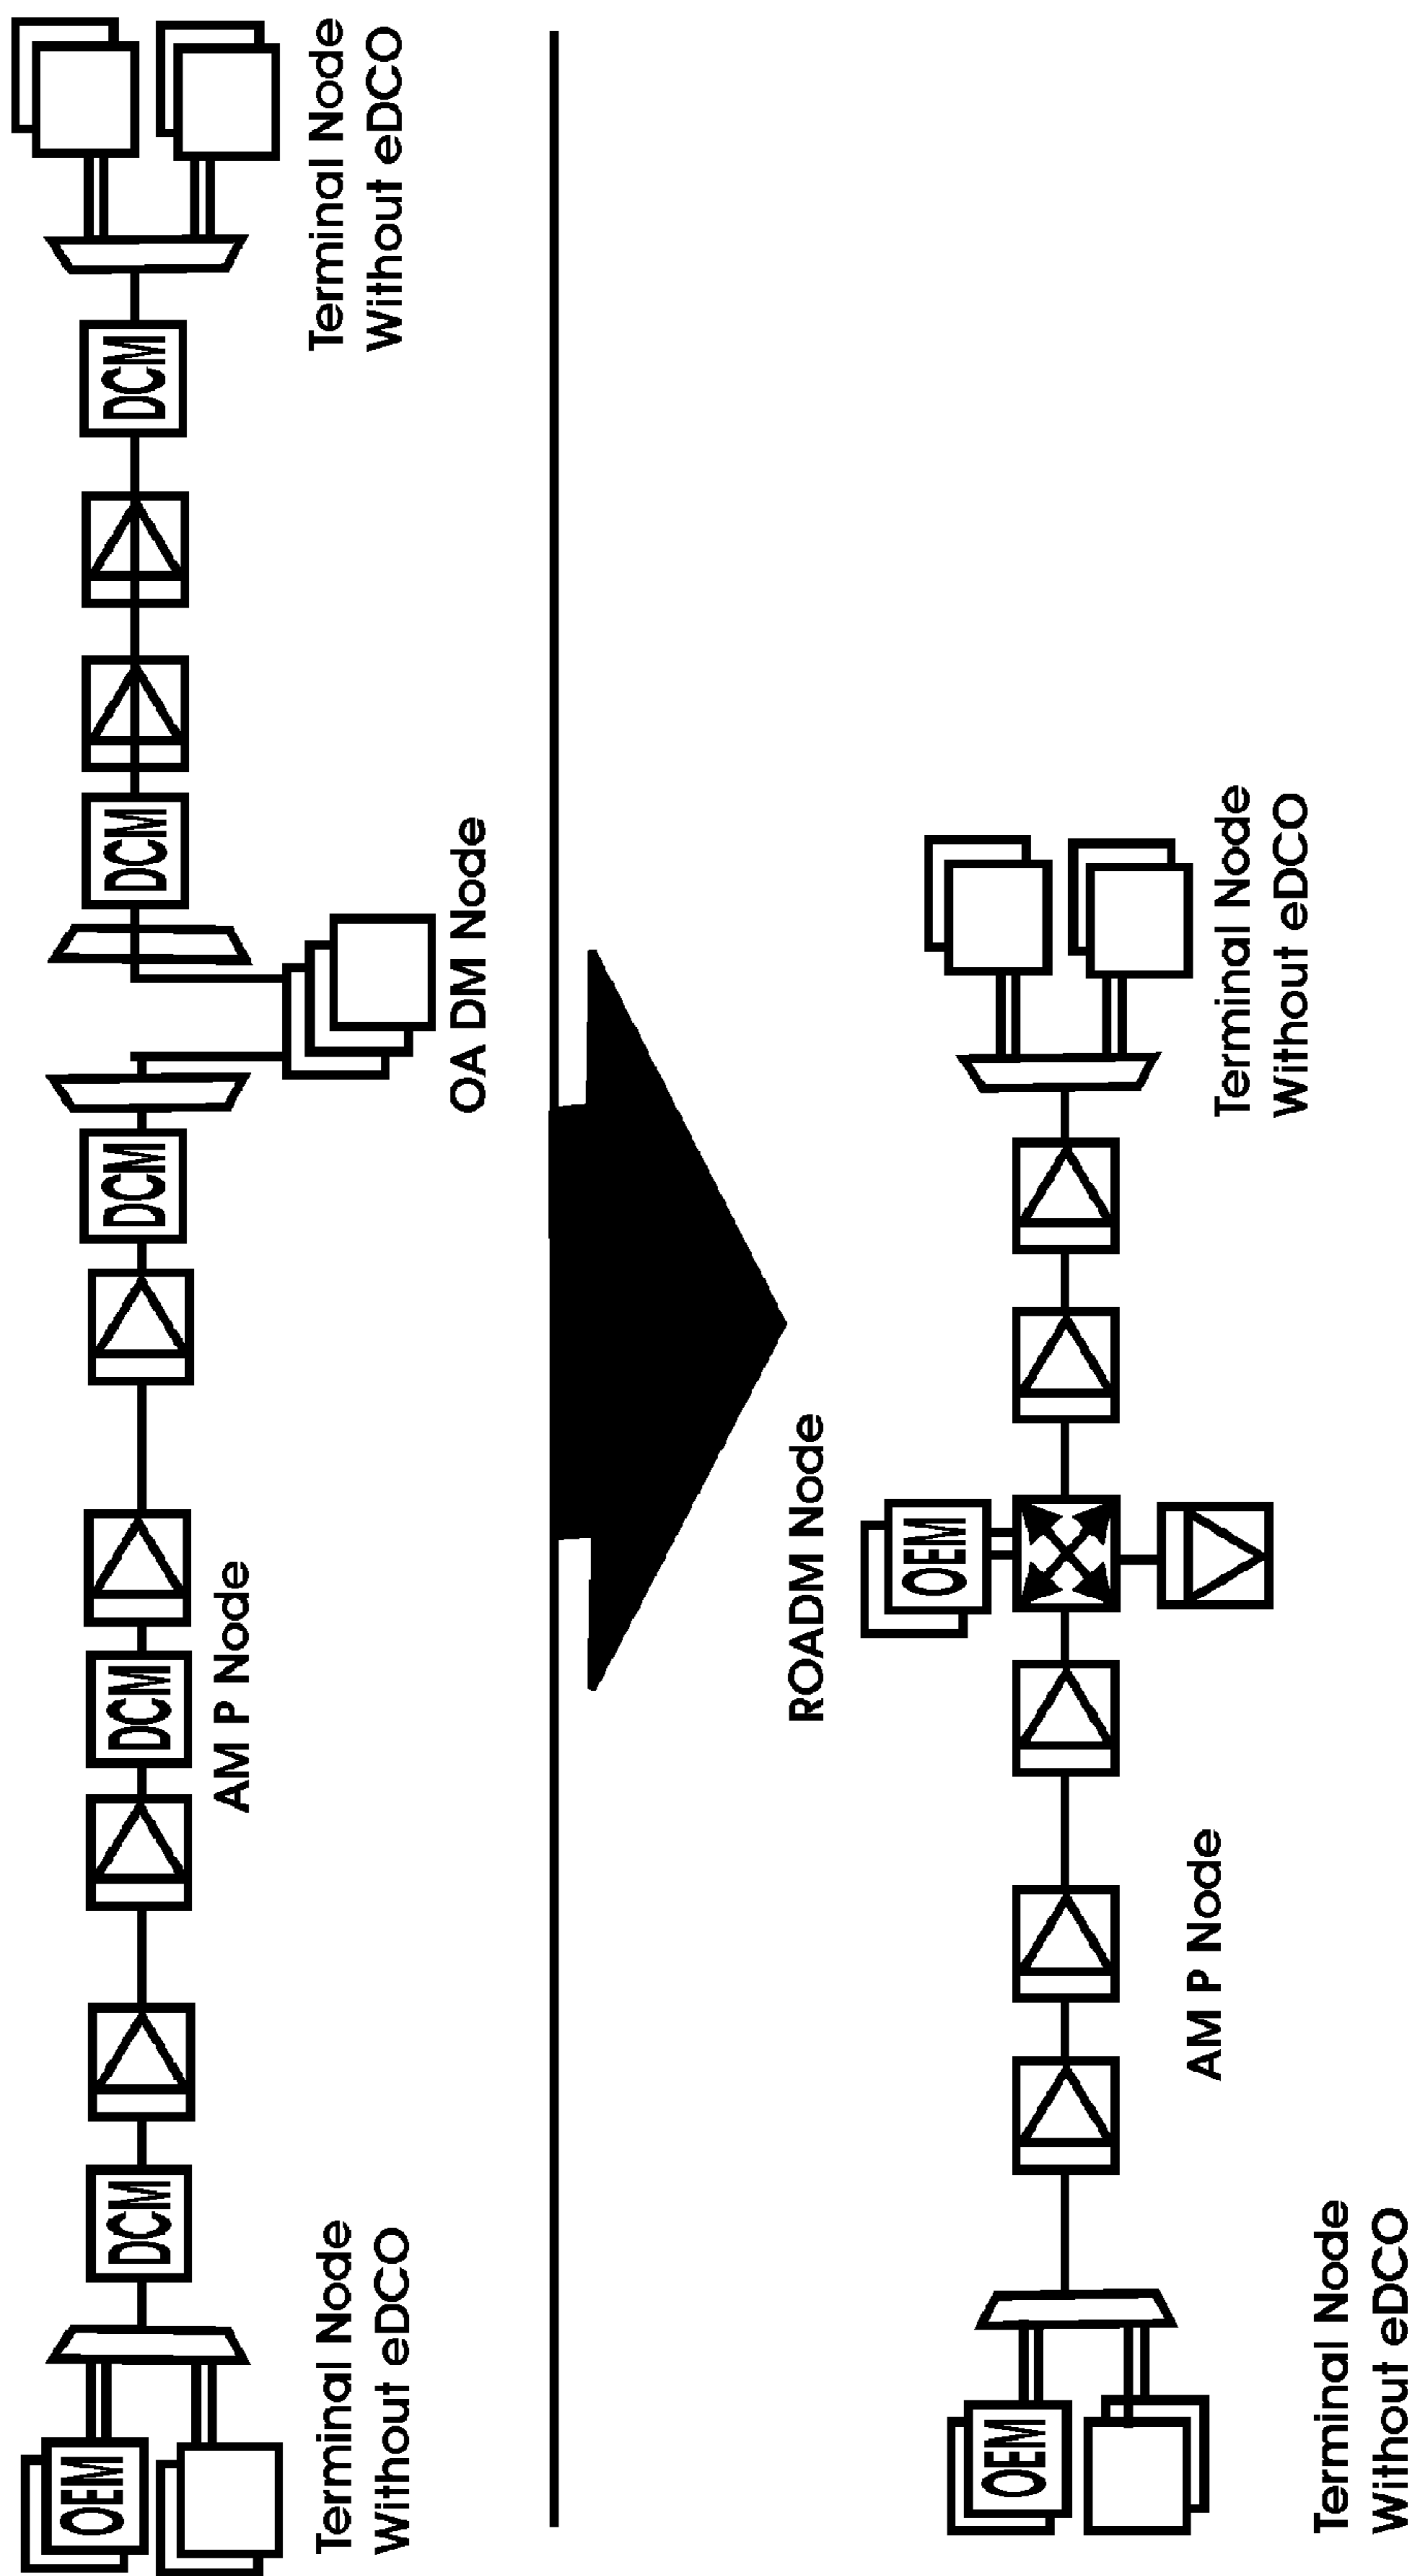 OEM
DCM
DCM
DCM
DCM
DCM
AM P Node
Terminal Node
Without eDCO
Terminal Node
Without eDCO
OA DM Node
ROADM Node
OEM
OEM
AM P Node
Terminal Node
Without eDCO
Terminal Node
Without eDCO